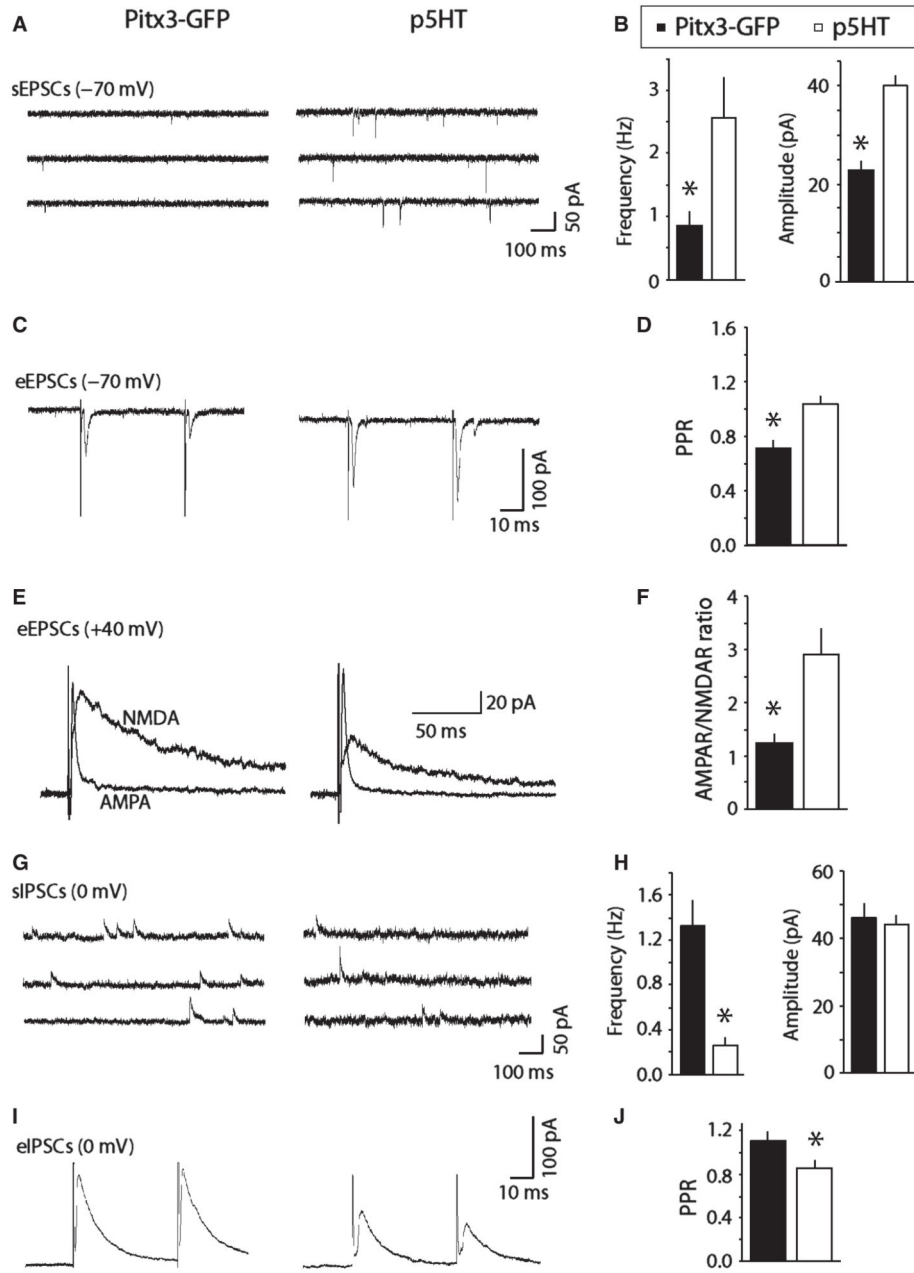 A
Pitx3-GFP
p5HT
sEPSCs (−70 mV)
50 pA
100 ms
B
Pitx3-GFP
p5HT
Frequency (Hz)
3
2
1
0
*
Amplitude (pA)
40
20
0
*
C
eEPSCs (−70 mV)
100 pA
10 ms
D
PPR
1.6
1.2
0.8
0.4
0.0
*
E
eEPSCs (+40 mV)
NMDA
AMPA
20 pA
50 ms
F
AMPAR/NMDAR ratio
4
3
2
1
0
*
G
sIPSCs (0 mV)
50 pA
100 ms
H
Frequency (Hz)
1.6
1.2
0.8
0.4
0.0
*
Amplitude (pA)
60
40
20
0
I
eIPSCs (0 mV)
100 pA
10 ms
J
PPR
1.2
0.8
0.4
0.0
*